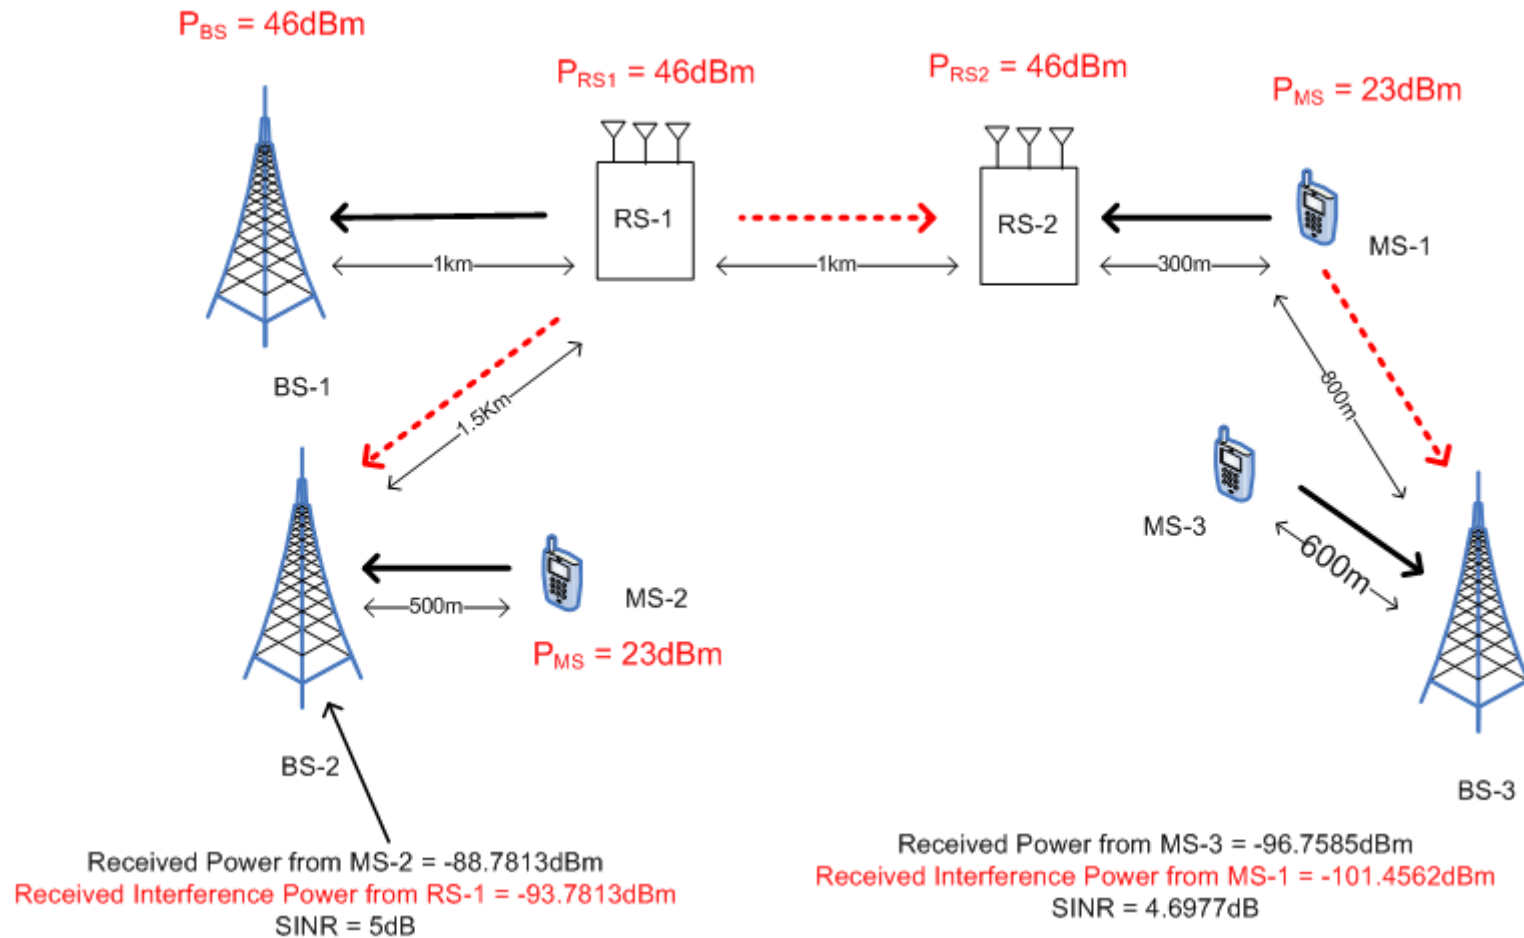 P_BS = 46dBm
P_RS1 = 46dBm
P_RS2 = 46dBm
P_MS = 23dBm
RS-1
RS-2
MS-1
1km
1km
300m
BS-1
1.5Km
800m
MS-3
600m
500m
MS-2
P_MS = 23dBm
BS-2
BS-3
Received Power from MS-2 = -88.7813dBm
Received Interference Power from RS-1 = -93.7813dBm
SINR = 5dB
Received Power from MS-3 = -96.7585dBm
Received Interference Power from MS-1 = -101.4562dBm
SINR = 4.6977dB